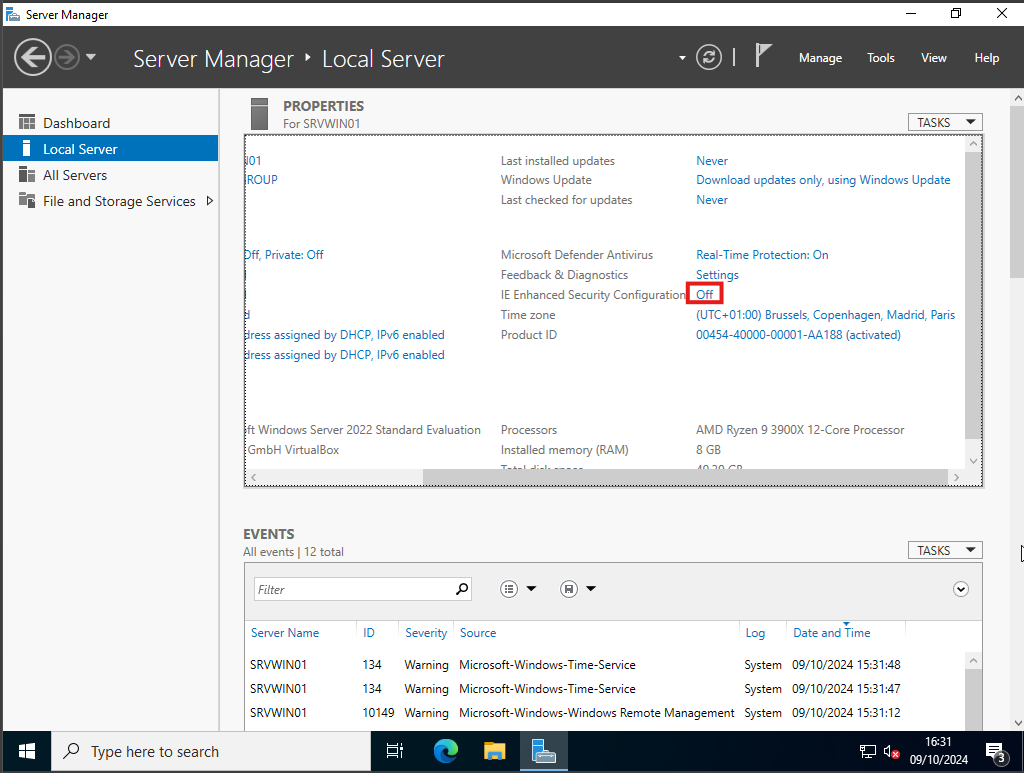 Server Manager
Server Manager ‣ Local Server
Manage Tools View Help
Dashboard
Local Server
All Servers
File and Storage Services
PROPERTIES
For SRVWIN01
TASKS
Last installed updates Never
Windows Update Download updates only, using Windows Update
Last checked for updates Never
Off, Private: Off Microsoft Defender Antivirus Real-Time Protection: On
Feedback & Diagnostics Settings
IE Enhanced Security Configuration Off
Time zone (UTC+01:00) Brussels, Copenhagen, Madrid, Paris
dress assigned by DHCP, IPv6 enabled Product ID 00454-40000-00001-AA188 (activated)
dress assigned by DHCP, IPv6 enabled
ft Windows Server 2022 Standard Evaluation Processors AMD Ryzen 9 3900X 12-Core Processor
GmbH VirtualBox Installed memory (RAM) 8 GB
Total disk space
EVENTS
All events | 12 total
TASKS
Filter
Server Name ID Severity Source Log Date and Time
SRVWIN01 134 Warning Microsoft-Windows-Time-Service System 09/10/2024 15:31:48
SRVWIN01 134 Warning Microsoft-Windows-Time-Service System 09/10/2024 15:31:47
SRVWIN01 10149 Warning Microsoft-Windows-Windows Remote Management System 09/10/2024 15:31:12
Type here to search
16:31
09/10/2024
3